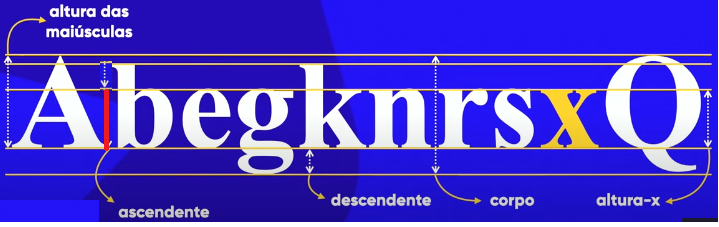 altura das
maiúsculas
AbegknrsxQ
ascendente
descendente
corpo
altura-x